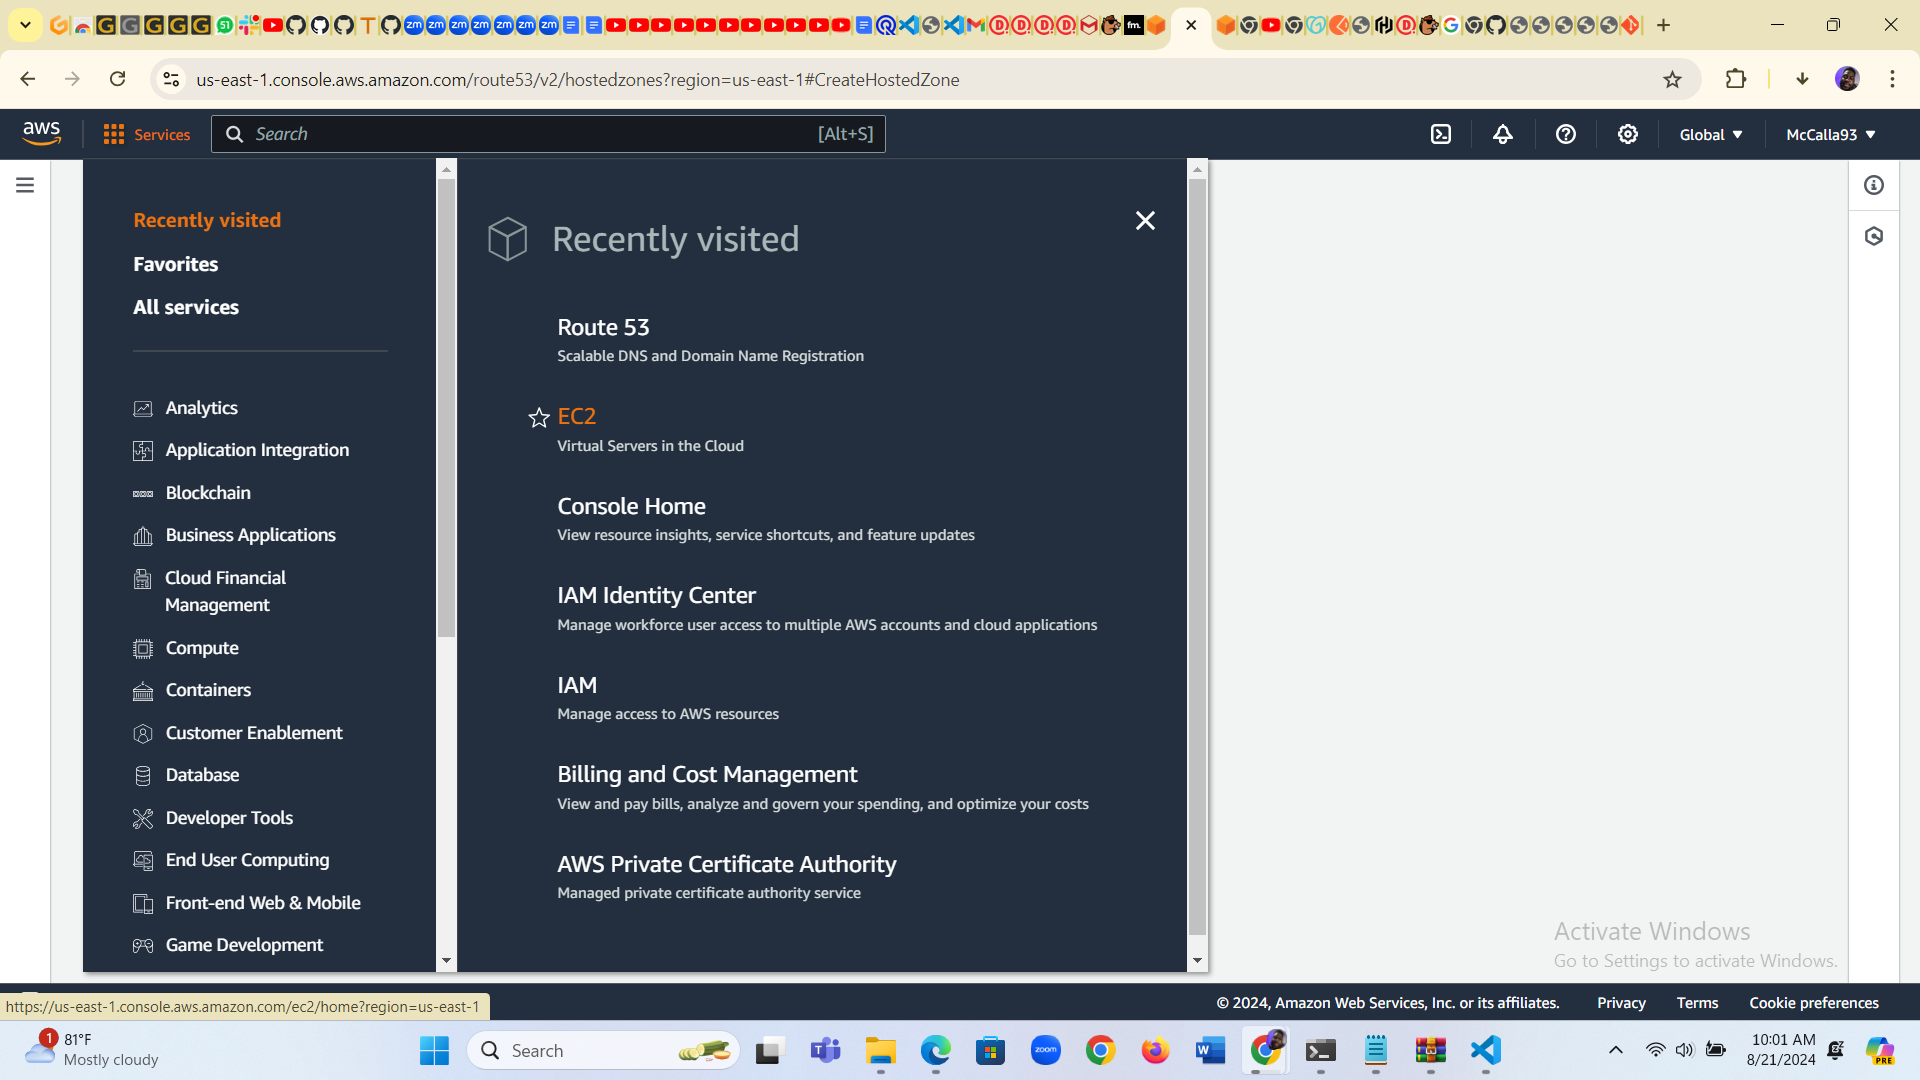 us-east-1.console.aws.amazon.com/route53/v2/hostedzones?region=us-east-1#CreateHostedZone
aws
Services
Search
[Alt+S]
Global
McCalla93
Recently visited
Favorites
All services
Analytics
Application Integration
Blockchain
Business Applications
Cloud Financial
Management
Compute
Containers
Customer Enablement
Database
Developer Tools
End User Computing
Front-end Web & Mobile
Game Development
Recently visited
Route 53
Scalable DNS and Domain Name Registration
EC2
Virtual Servers in the Cloud
Console Home
View resource insights, service shortcuts, and feature updates
IAM Identity Center
Manage workforce user access to multiple AWS accounts and cloud applications
IAM
Manage access to AWS resources
Billing and Cost Management
View and pay bills, analyze and govern your spending, and optimize your costs
AWS Private Certificate Authority
Managed private certificate authority service
Activate Windows
Go to Settings to activate Windows.
https://us-east-1.console.aws.amazon.com/ec2/home?region=us-east-1
© 2024, Amazon Web Services, Inc. or its affiliates.
Privacy
Terms
Cookie preferences
1
81°F
Mostly cloudy
Search
zoom
W
PRE
10:01 AM
8/21/2024